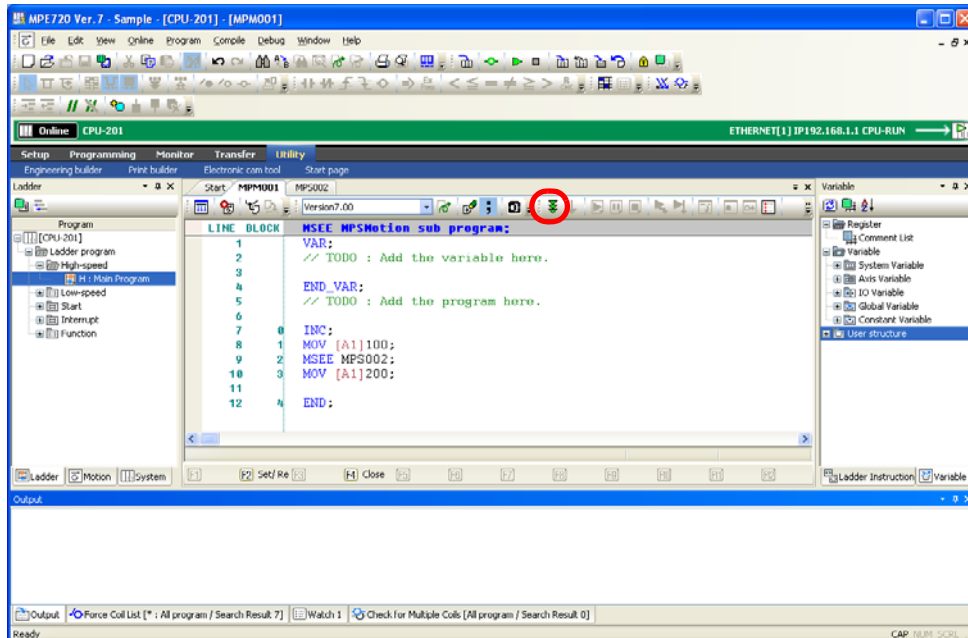 MPE720 Ver. 7 - Sample - [CPU-201] - [MPM001]
File Edit View Online Program Compile Debug Window Help
Online CPU-201 ETHERNET[1] IP192.168.1.1 CPU-RUN
Setup Programming Monitor Transfer Utility
Engineering builder Print builder Electronic cam tool Start page
Ladder
Start MPM001 MPS002
Variable
Version7.00
Program
[CPU-201]
Ladder program
High-speed
H : Main Program
Low-speed
Start
Interrupt
Function
LINE BLOCK MSEE MPSMotion sub program;
1 VAR;
2 // TODO : Add the variable here.
3
4 END_VAR;
5 // TODO : Add the program here.
6
7 0 INC;
8 1 MOV [A1]100;
9 2 MSEE MPS002;
10 3 MOV [A1]200;
11
12 4 END;
Register
Comment List
Variable
System Variable
Axis Variable
IO Variable
Global Variable
Constant Variable
User structure
Ladder Motion System
F1 F2 Set/Re F3 F4 Close F5 F6 F7 F8 F9 F10 F11 F12
Ladder Instruction Variable
Output
Output Force Coil List [* : All program / Search Result 7] Watch 1 Check for Multiple Coils [All program / Search Result 0]
Ready CAP NUM SCRL